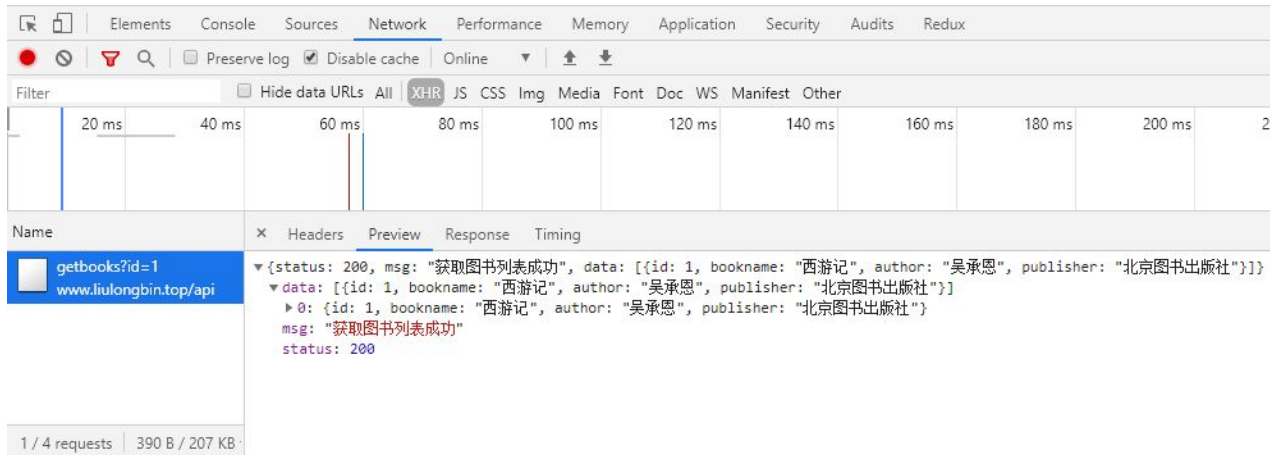 Elements Console Sources Network Performance Memory Application Security Audits Redux
Preserve log Disable cache Online
Filter Hide data URLs All XHR JS CSS Img Media Font Doc WS Manifest Other
20 ms 40 ms 60 ms 80 ms 100 ms 120 ms 140 ms 160 ms 180 ms 200 ms 2
Name × Headers Preview Response Timing
getbooks?id=1
www.liulongbin.top/api
▼{status: 200, msg: "获取图书列表成功", data: [{id: 1, bookname: "西游记", author: "吴承恩", publisher: "北京图书出版社"}]}
▼data: [{id: 1, bookname: "西游记", author: "吴承恩", publisher: "北京图书出版社"}]
▶0: {id: 1, bookname: "西游记", author: "吴承恩", publisher: "北京图书出版社"}
msg: "获取图书列表成功"
status: 200
1 / 4 requests 390 B / 207 KB